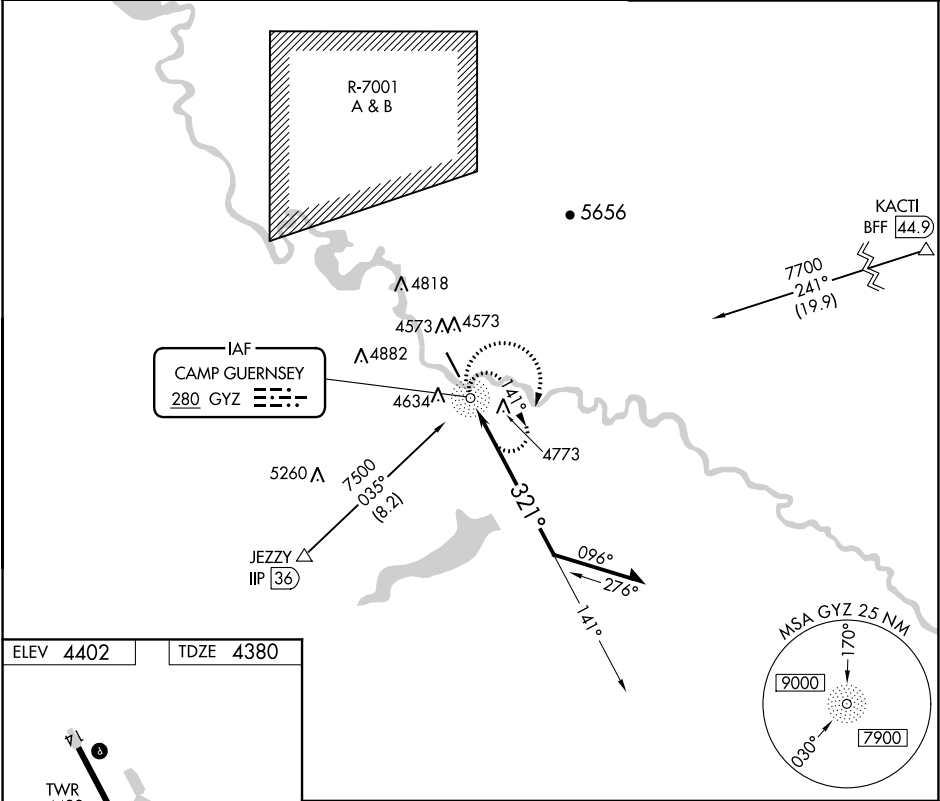 R-7001
A & B
5656
KACTI
BFF 44.9
7700
241°
(19.9)
4818
4573 4573
4882
IAF
CAMP GUERNSEY
280 GYZ
4634
141°
4773
5260
7500
035°
(8.2)
321°
JEZZY
IIP 36
096°
276°
141°
MSA GYZ 25 NM
170°
9000
7900
030°
ELEV 4402
TDZE 4380
14
P
TWR